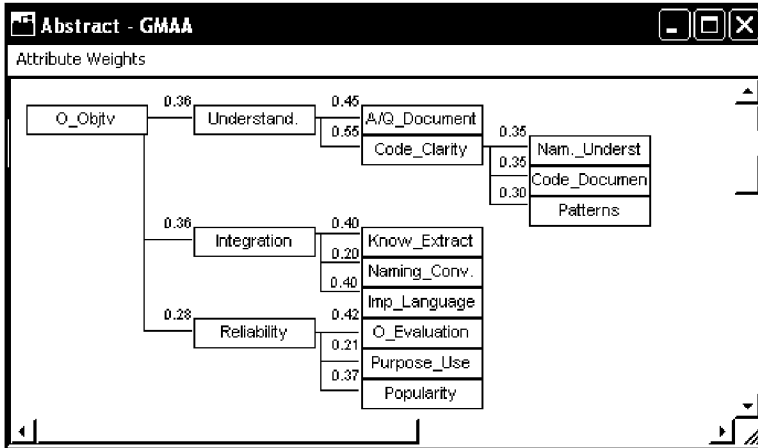 Abstract - GMAA
Attribute Weights
O_Objtv
0.36 Understand.
0.45 A/Q_Document
0.55 Code_Clarity
0.35 Nam._Underst
0.35 Code_Documen
0.30 Patterns
0.36 Integration
0.40 Know_Extract
0.20 Naming_Conv.
0.40 Imp_Language
0.28 Reliability
0.42 O_Evaluation
0.21 Purpose_Use
0.37 Popularity